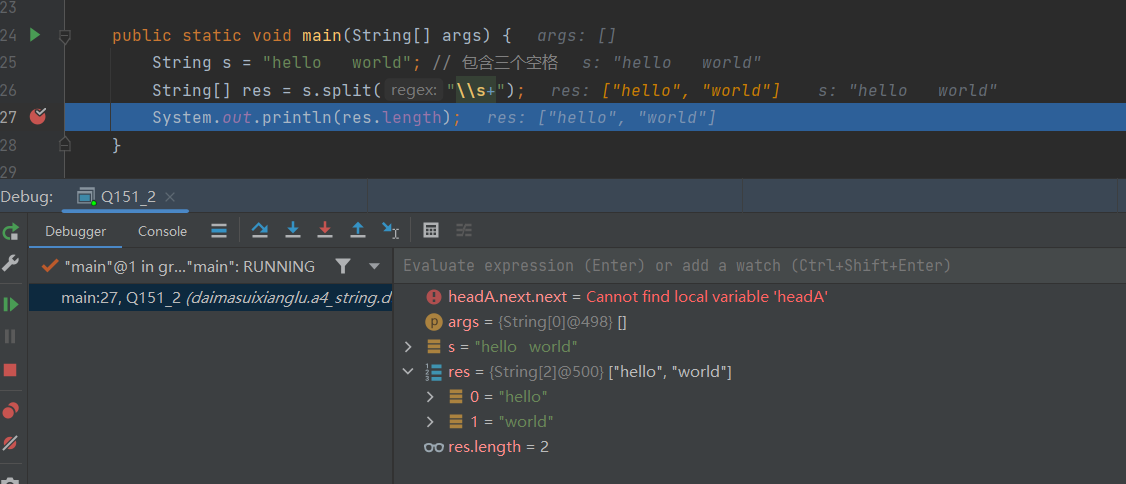 23
24 public static void main(String[] args) { args: []
25 String s = "hello   world"; // 包含三个空格 s: "hello   world"
26 String[] res = s.split( regex: "\\s+"); res: ["hello", "world"] s: "hello   world"
27 System.out.println(res.length); res: ["hello", "world"]
28 }
29
Debug: Q151_2 ×
Debugger Console
"main"@1 in gr..."main": RUNNING
main:27, Q151_2 (daimasuixianglu.a4_string.d
Evaluate expression (Enter) or add a watch (Ctrl+Shift+Enter)
headA.next.next = Cannot find local variable 'headA'
args = {String[0]@498} []
s = "hello   world"
res = {String[2]@500} ["hello", "world"]
0 = "hello"
1 = "world"
res.length = 2